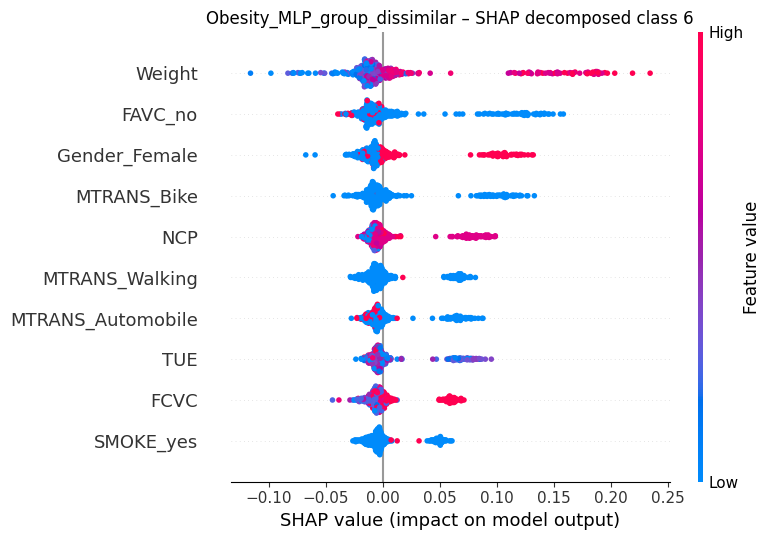 Obesity_MLP_group_dissimilar – SHAP decomposed class 6
High
Weight
FAVC_no
Gender_Female
MTRANS_Bike
NCP
MTRANS_Walking
MTRANS_Automobile
TUE
FCVC
SMOKE_yes
Feature value
Low
−0.10 −0.05 0.00 0.05 0.10 0.15 0.20 0.25
SHAP value (impact on model output)